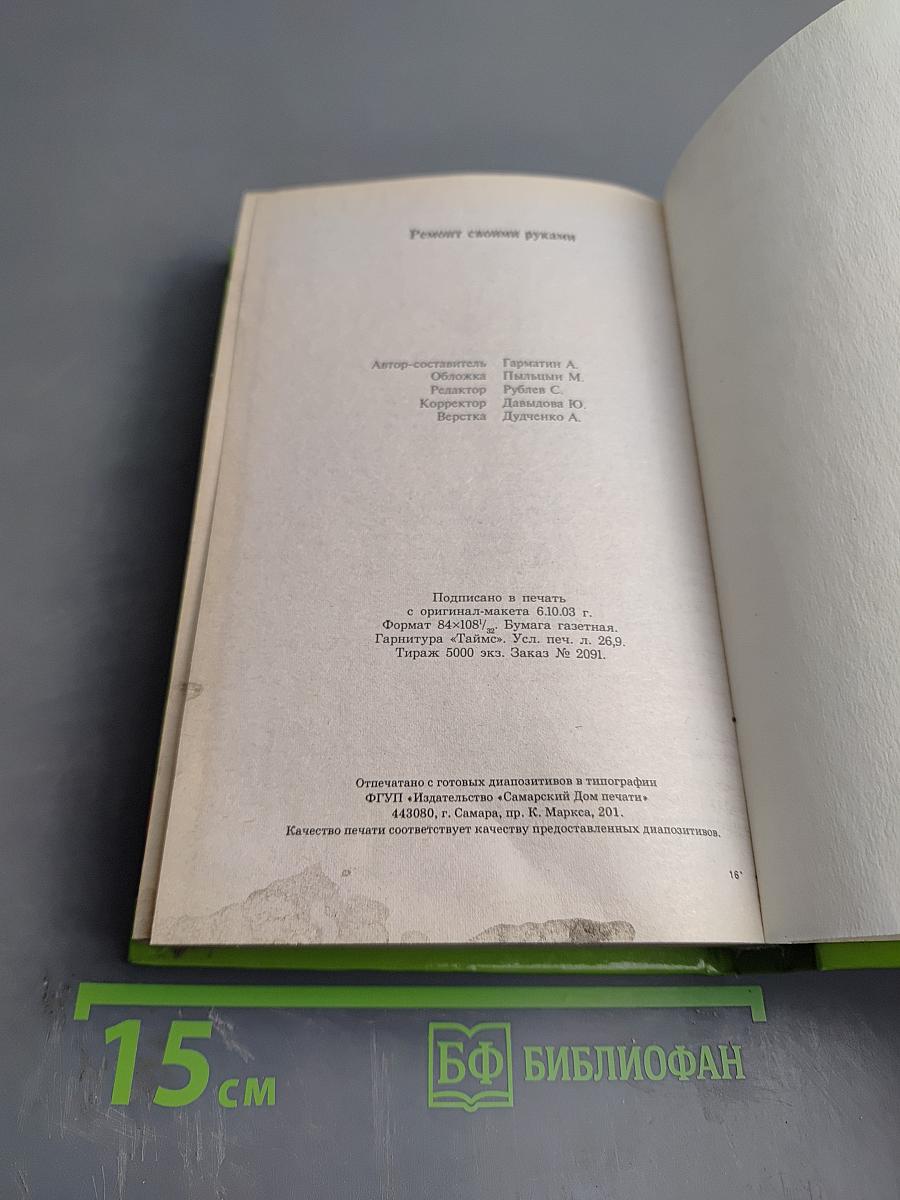 Ремонт своими руками
Автор-составитель Гарматин А.
Обложка Пыльцын М.
Редактор Рублев С.
Корректор Давыдова Ю.
Верстка Дудченко А.
Подписано в печать
с оригинал-макета 6.10.03 г.
Формат 84×108¹/₃₂. Бумага газетная.
Гарнитура «Таймс». Усл. печ. л. 26,9.
Тираж 5000 экз. Заказ № 2091.
Отпечатано с готовых диапозитивов в типографии
ФГУП «Издательство «Самарский Дом печати»
443080, г. Самара, пр. К. Маркса, 201.
Качество печати соответствует качеству предоставленных диапозитивов.
16*
15 см
БФ БИБЛИОФАН